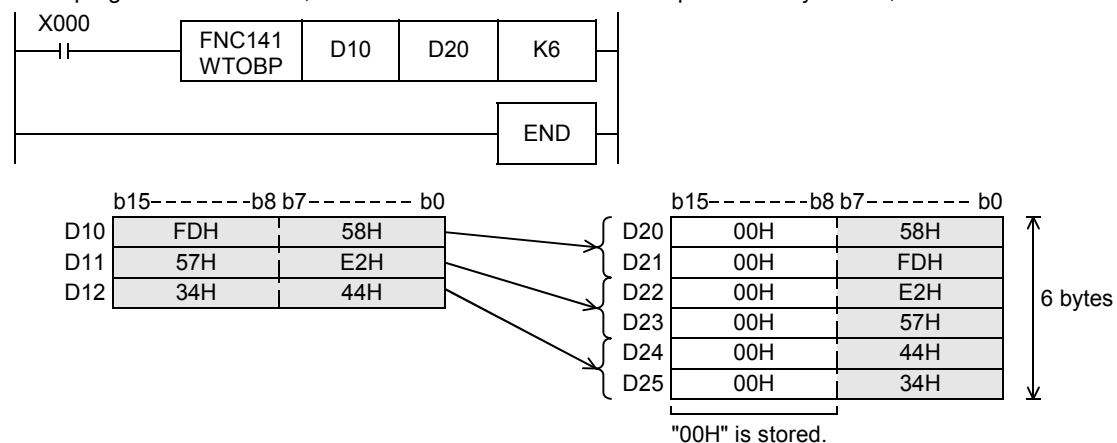 X000
FNC141 WTOBP D10 D20 K6
END
b15 b8 b7 b0
D10 FDH 58H
D11 57H E2H
D12 34H 44H
b15 b8 b7 b0
D20 00H 58H
D21 00H FDH
D22 00H E2H
D23 00H 57H
D24 00H 44H
D25 00H 34H
6 bytes
"00H" is stored.